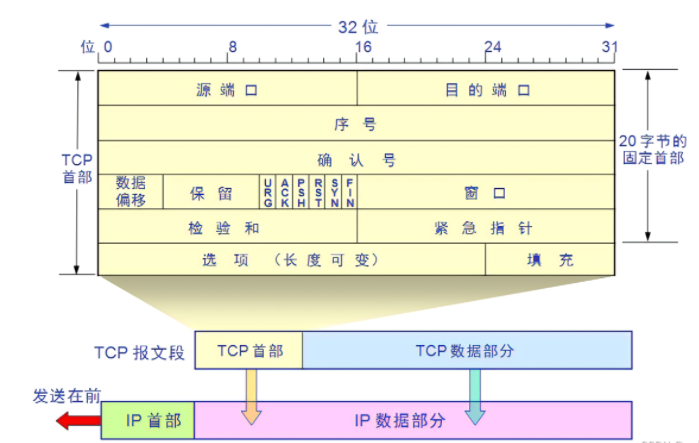 32 位
位 0 8 16 24 31
源 端 口 目 的 端 口
序 号
TCP
首部
20 字节的
固定首部
确 认 号
数据
偏移
保 留
URG
ACK
PSH
RST
SYN
FIN
窗 口
检 验 和 紧 急 指 针
选 项 （长 度 可 变） 填 充
TCP 报文段 TCP 首部 TCP 数据部分
发送在前
IP 首部 IP 数据部分